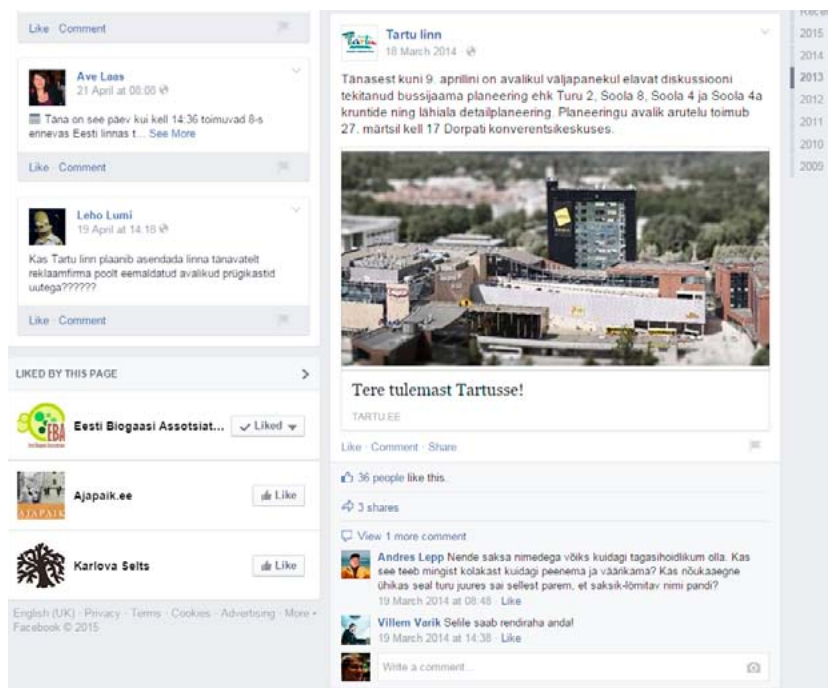 Like · Comment
Ave Laas
21 April at 08:08
Täna on see päev kui kell 14:36 toimuvad 8-s
ennevas Eesti linnas t... See More
Like · Comment
Leho Lumi
19 April at 14:18
Kas Tartu linn plaanib asendada linna tänavatelt
reklaamfirma poolt eemaldatud avalikud prügikastid
uutega??????
Like · Comment
LIKED BY THIS PAGE
Eesti Biogaasi Assotsiat...
Liked
Ajapaik.ee
Like
Karlova Selts
Like
English (UK) · Privacy · Terms · Cookies · Advertising · More
Facebook © 2015
Tartu linn
18 March 2014
Tänasest kuni 9. aprillini on avalikul väljapanekul elavat diskussiooni
tekitanud bussijaama planeering ehk Turu 2, Soola 8, Soola 4 ja Soola 4a
kruntide ning lähiala detailplaneering. Planeeringu avalik arutelu toimub
27. märtsil kell 17 Dorpati konverentsikeskuses.
Tere tulemast Tartusse!
TARTU.EE
Like · Comment · Share
36 people like this.
3 shares
View 1 more comment
Andres Lepp Nende saksa nimedega võiks kuidagi tagasihoidlikum olla. Kas
see teeb mingist kolakast kuidagi peenema ja väärikama? Kas nõukaaegne
ühikas seal turu juures sai sellest parem, et saksik-lömitav nimi pandi?
19 March 2014 at 08:48 · Like
Villem Varik Selile saab rendiraha anda!
19 March 2014 at 14:38 · Like
Write a comment...
2015
2014
2013
2012
2011
2010
2009